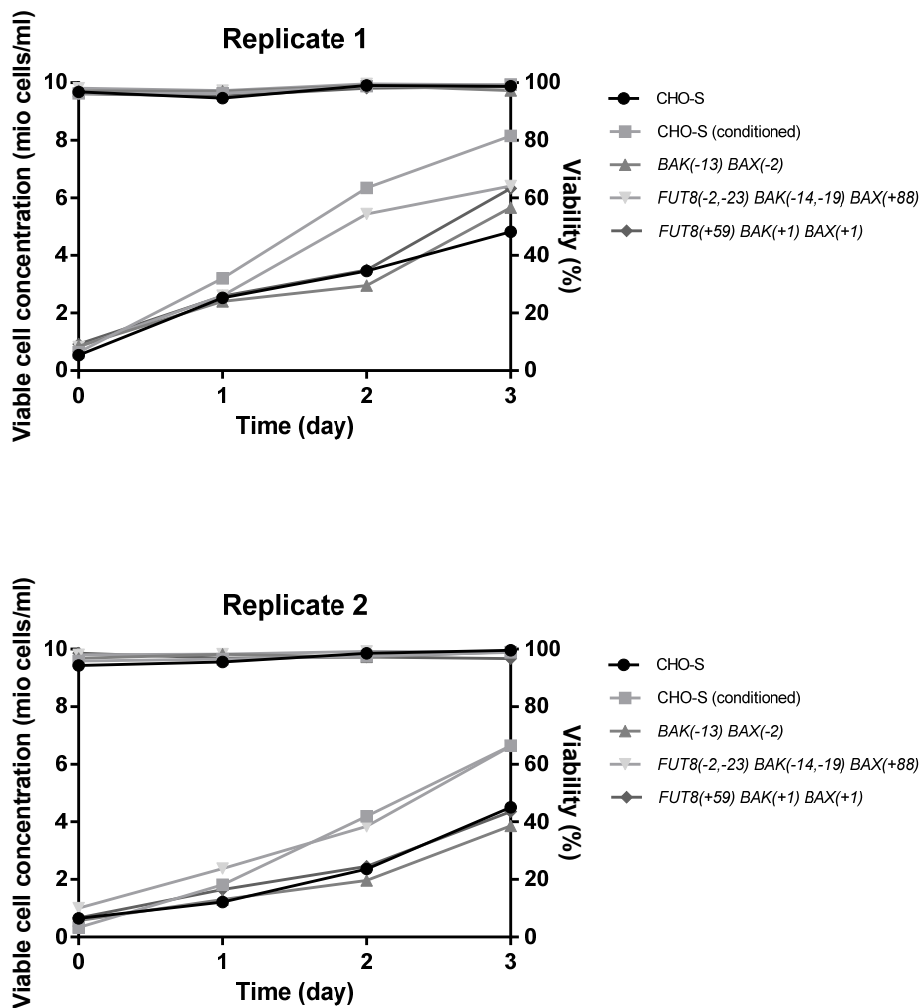 Replicate 1
Viable cell concentration (mio cells/ml)
10
8
6
4
2
0
100
80
60
40
20
0
Viability (%)
0 1 2 3
Time (day)
CHO-S
CHO-S (conditioned)
BAK(-13) BAX(-2)
FUT8(-2,-23) BAK(-14,-19) BAX(+88)
FUT8(+59) BAK(+1) BAX(+1)
Replicate 2
Viable cell concentration (mio cells/ml)
10
8
6
4
2
0
100
80
60
40
20
0
Viability (%)
0 1 2 3
Time (day)
CHO-S
CHO-S (conditioned)
BAK(-13) BAX(-2)
FUT8(-2,-23) BAK(-14,-19) BAX(+88)
FUT8(+59) BAK(+1) BAX(+1)